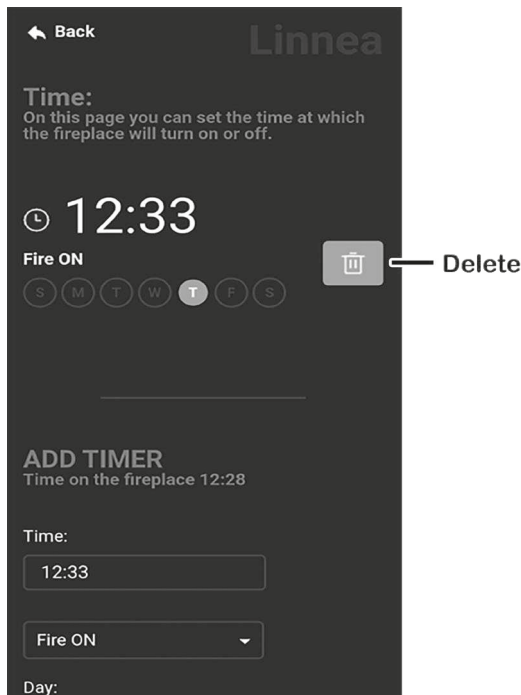 Back
Linnea
Time:
On this page you can set the time at which
the fireplace will turn on or off.
12:33
Fire ON
S M T W T F S
Delete
ADD TIMER
Time on the fireplace 12:28
Time:
12:33
Fire ON
Day: